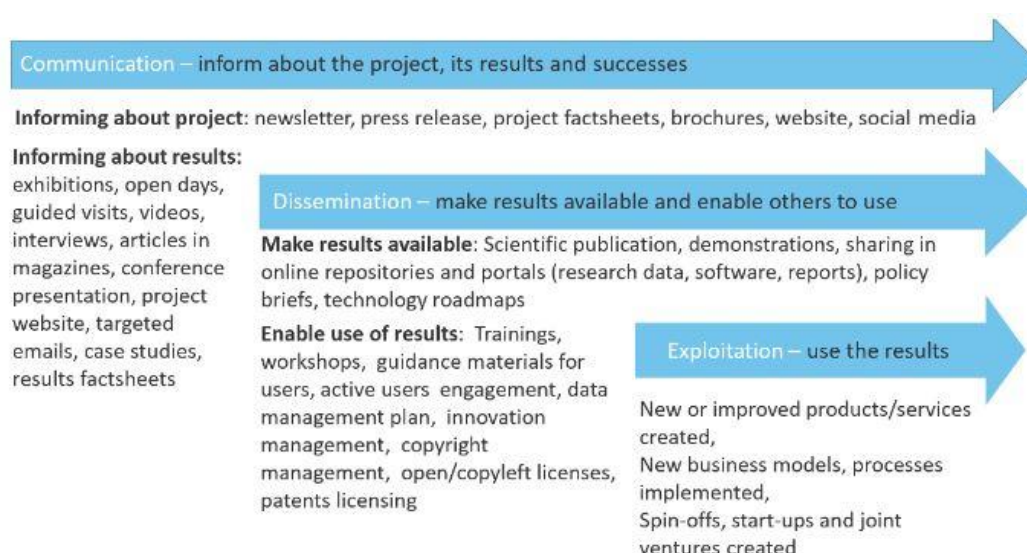 Communication – inform about the project, its results and successes
Informing about project: newsletter, press release, project factsheets, brochures, website, social media
Informing about results:
exhibitions, open days,
guided visits, videos,
interviews, articles in
magazines, conference
presentation, project
website, targeted
emails, case studies,
results factsheets
Dissemination – make results available and enable others to use
Make results available: Scientific publication, demonstrations, sharing in
online repositories and portals (research data, software, reports), policy
briefs, technology roadmaps
Enable use of results: Trainings,
workshops, guidance materials for
users, active users engagement, data
management plan, innovation
management, copyright
management, open/copyleft licenses,
patents licensing
Exploitation – use the results
New or improved products/services
created,
New business models, processes
implemented,
Spin-offs, start-ups and joint
ventures created